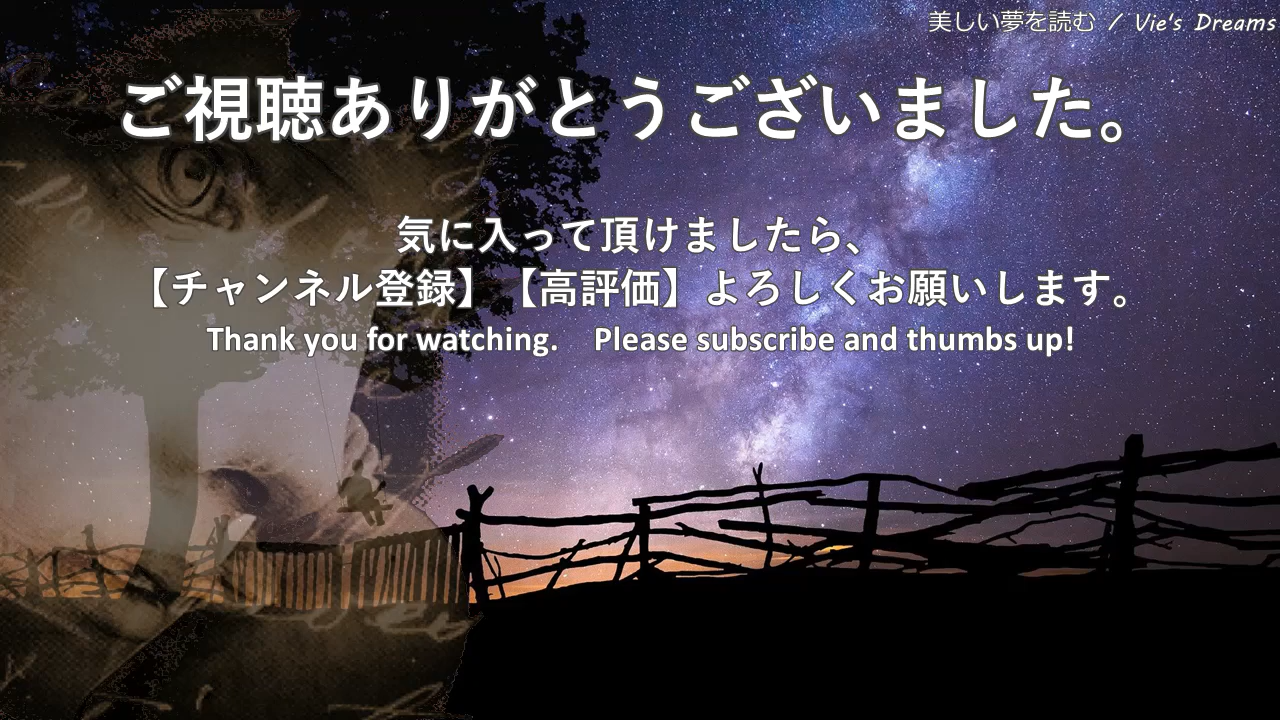 美しい夢を読む / Vie's Dreams
ご視聴ありがとうございました。
気に入って頂けましたら、
【チャンネル登録】【高評価】よろしくお願いします。
Thank you for watching. Please subscribe and thumbs up!